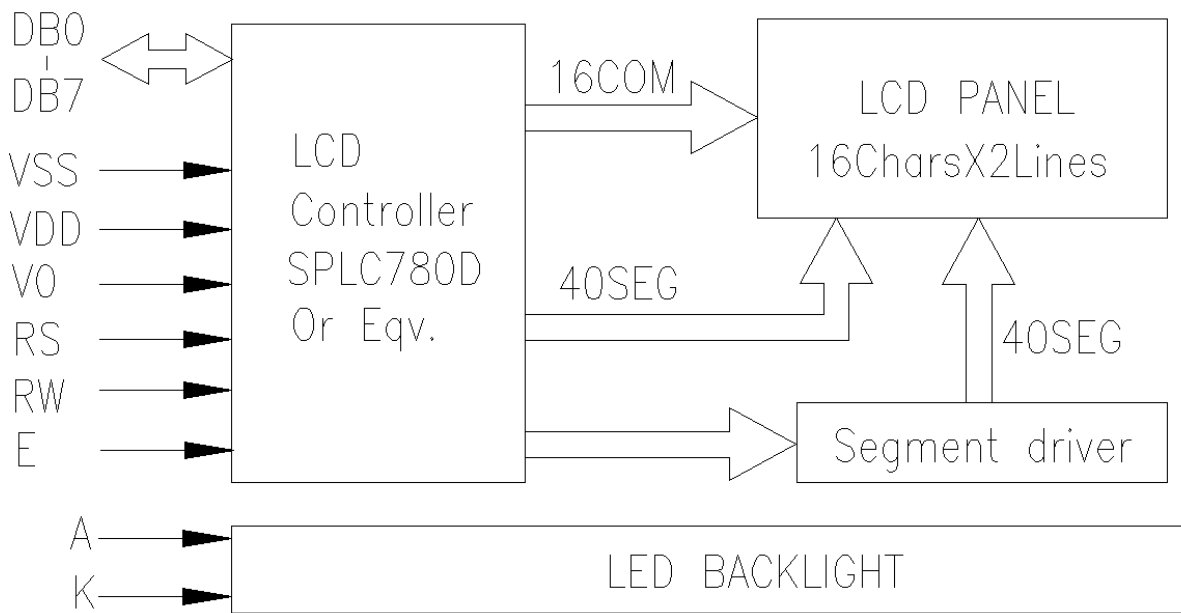 DB0
-
DB7
VSS
VDD
V0
RS
RW
E
LCD
Controller
SPLC780D
Or Eqv.
16COM
40SEG
LCD PANEL
16CharsX2Lines
40SEG
Segment driver
A
K
LED BACKLIGHT